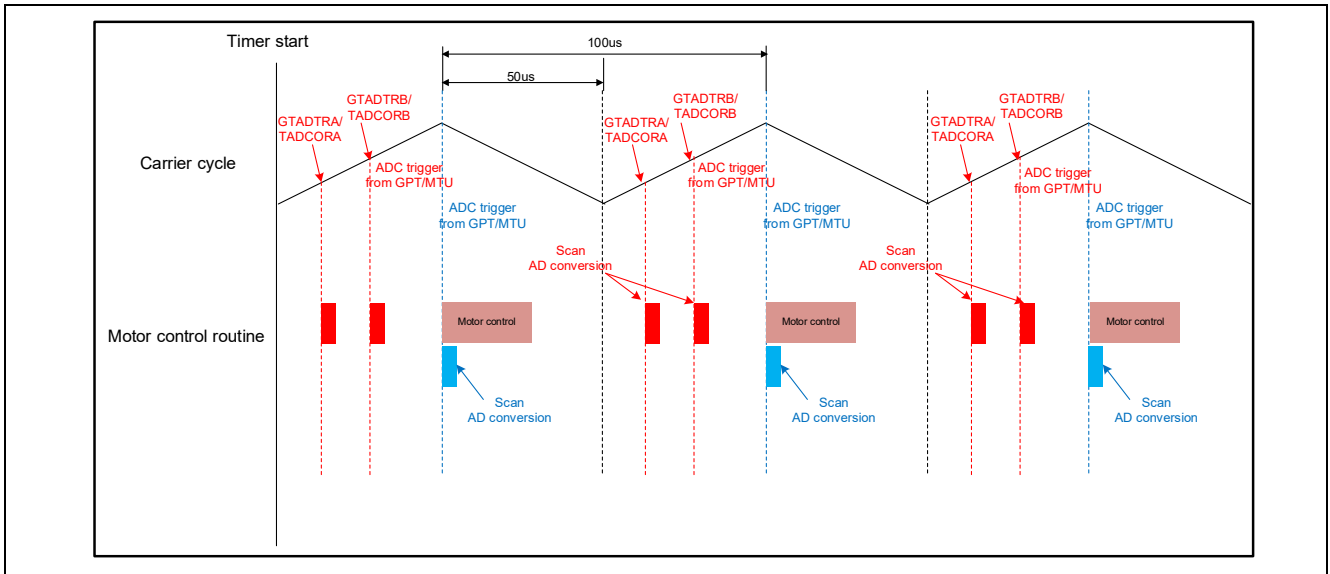 Timer start
100us
50us
GTADTRA/
TADCORA
GTADTRB/
TADCORB
GTADTRA/
TADCORA
GTADTRB/
TADCORB
GTADTRA/
TADCORA
GTADTRB/
TADCORB
Carrier cycle
ADC trigger
from GPT/MTU
ADC trigger
from GPT/MTU
ADC trigger
from GPT/MTU
ADC trigger
from GPT/MTU
ADC trigger
from GPT/MTU
ADC trigger
from GPT/MTU
Scan
AD conversion
Scan
AD conversion
Motor control routine
Motor control
Motor control
Motor control
Scan
AD conversion
Scan
AD conversion
Scan
AD conversion